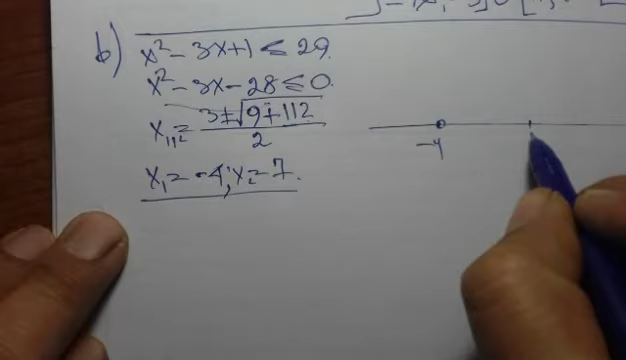 b) x² - 3x+1 ≤ 29.
x² - 3x - 28 ≤ 0.
x₁,₂ = (3±√(9+112))/2
x₁ = -4; x₂ = 7.
-4